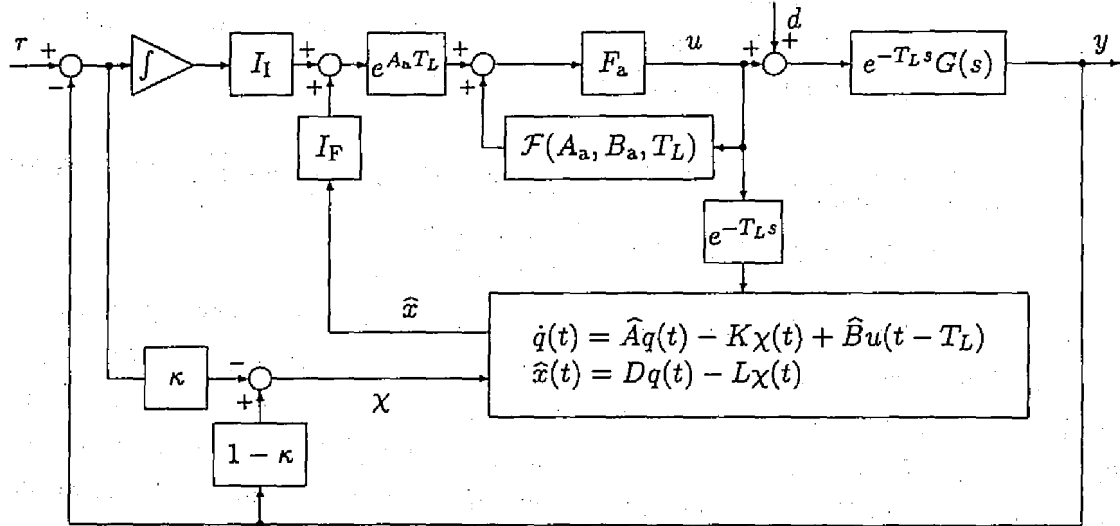 r + − ∫ I_I + + e^{A_a T_L} + + F_a u + d + e^{-T_L s}G(s) y
I_F
𝓕(A_a, B_a, T_L)
e^{-T_L s}
x̂
q̇(t) = Âq(t) − Kχ(t) + B̂u(t − T_L)
x̂(t) = Dq(t) − Lχ(t)
κ − + χ
1 − κ